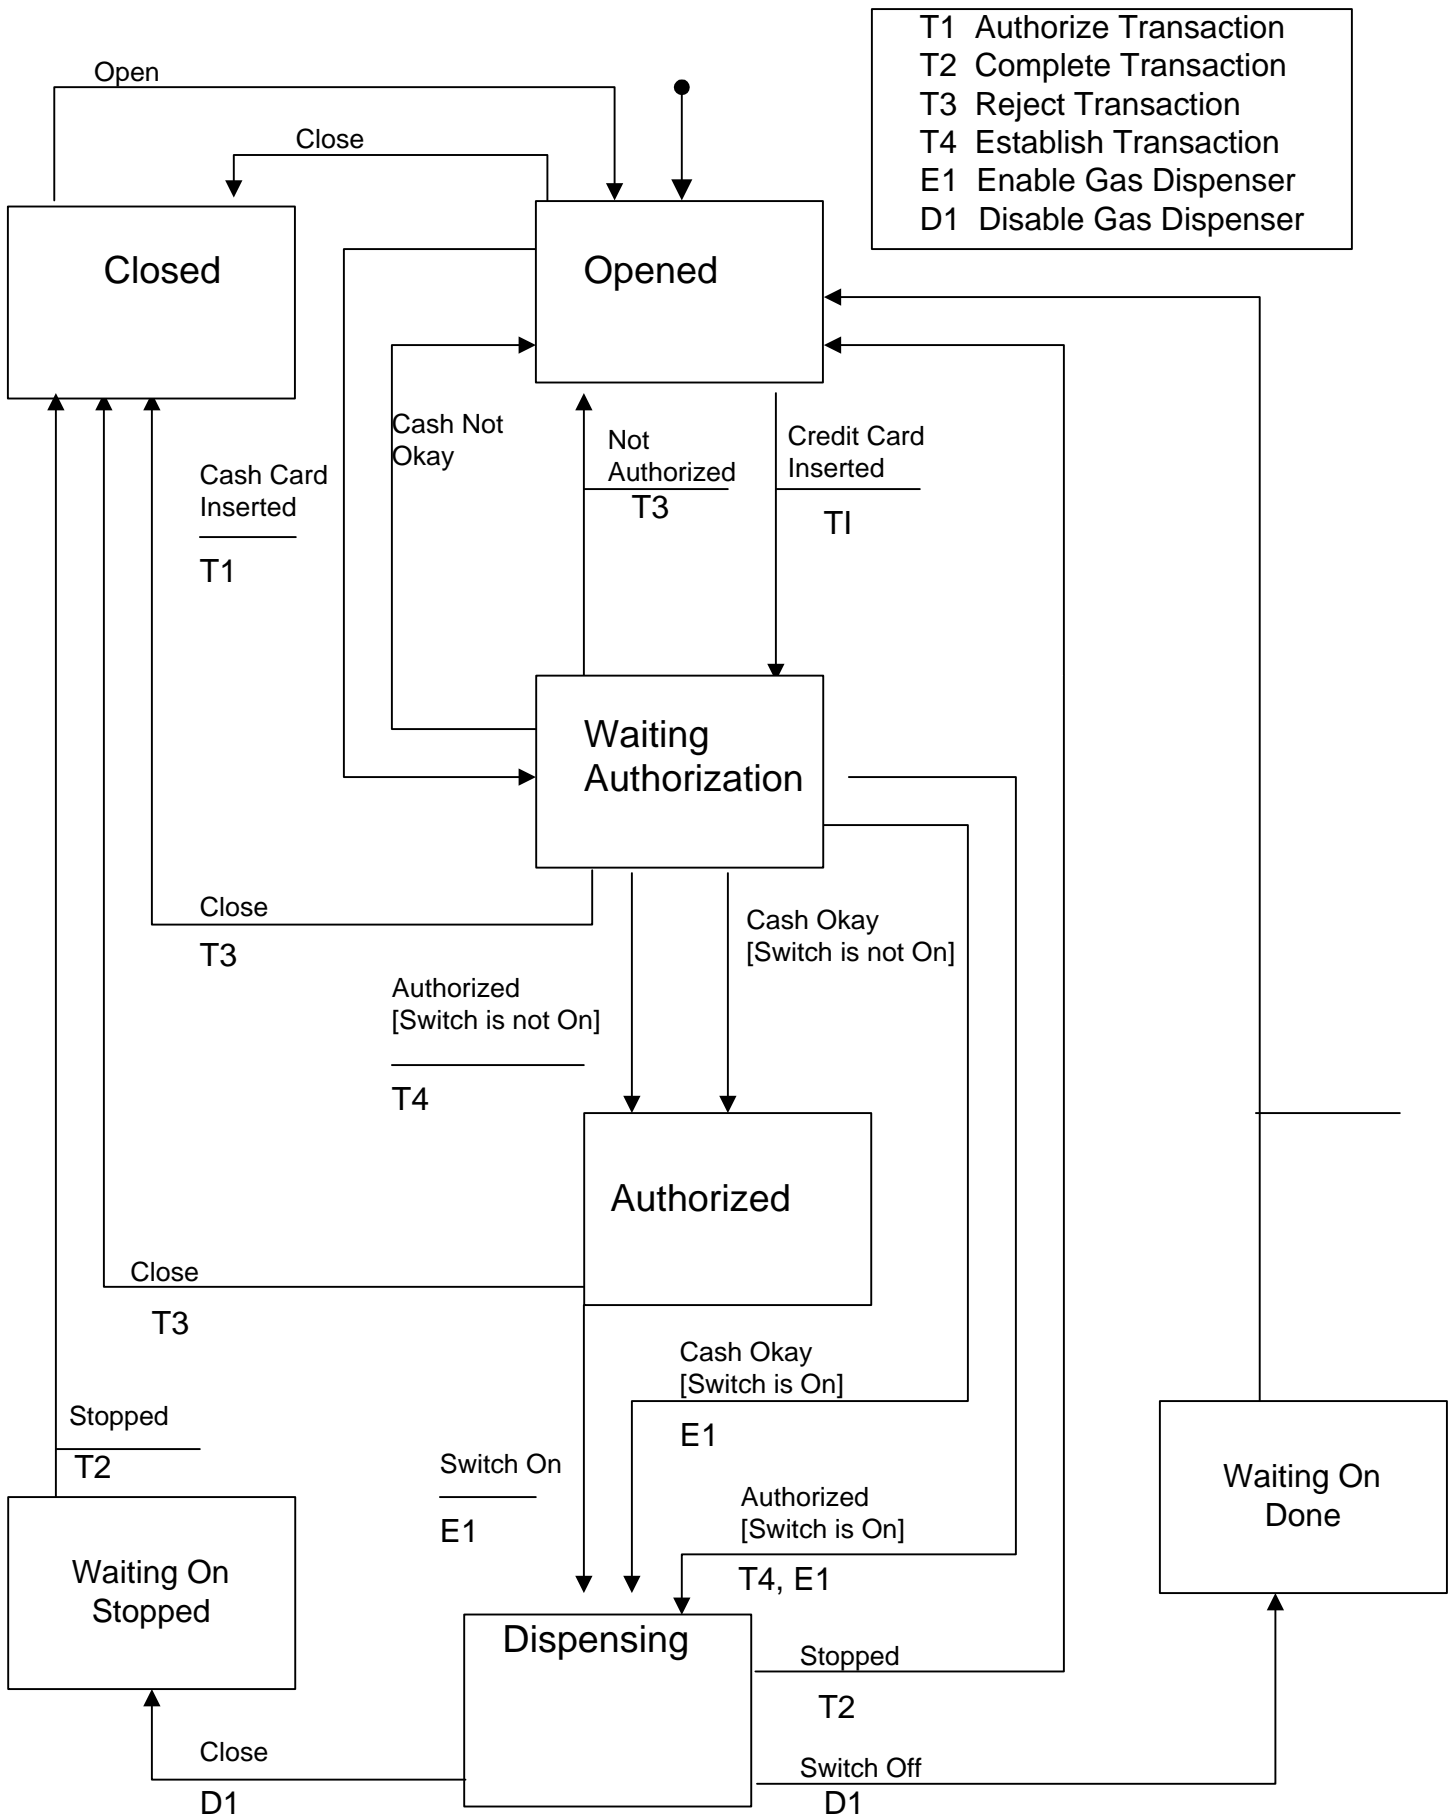 T1 Authorize Transaction
T2 Complete Transaction
T3 Reject Transaction
T4 Establish Transaction
E1 Enable Gas Dispenser
D1 Disable Gas Dispenser
Open
Close
Closed
Opened
Cash Not
Okay
Not
Authorized
T3
Credit Card
Inserted
TI
Cash Card
Inserted
T1
Waiting
Authorization
Close
T3
Cash Okay
[Switch is not On]
Authorized
[Switch is not On]
T4
Authorized
Close
T3
Cash Okay
[Switch is On]
E1
Stopped
T2
Switch On
E1
Authorized
[Switch is On]
T4, E1
Waiting On
Done
Waiting On
Stopped
Dispensing
Stopped
T2
Close
D1
Switch Off
D1